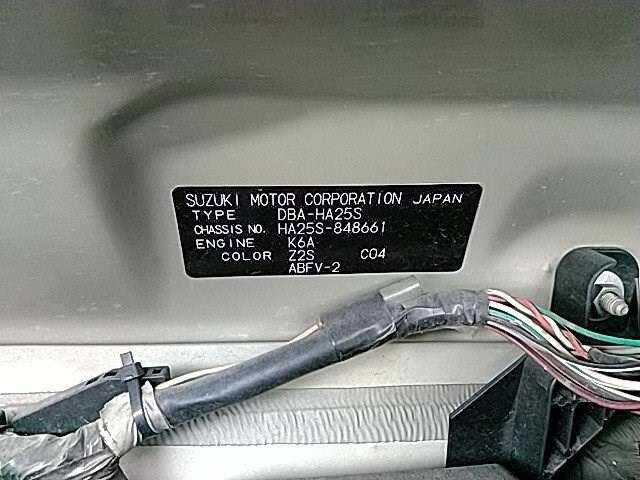 SUZUKI MOTOR CORPORATION JAPAN
TYPE DBA-HA25S
CHASSIS NO. HA25S-848661
ENGINE K6A
COLOR Z2S C04
ABFV-2